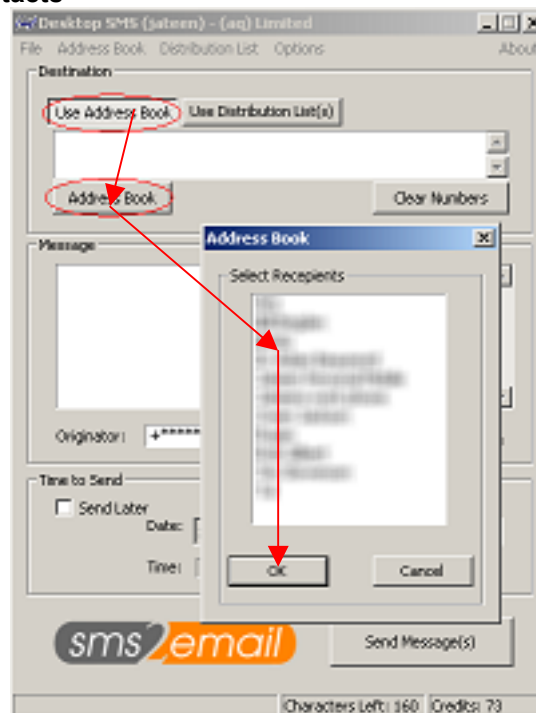 Desktop SMS (jateen) - (aq) Limited
File Address Book Distribution List Options About
Destination
Use Address Book Use Distribution List(s)
Address Book Clear Numbers
Message
Address Book
Select Recepients
Originator: +*****
Time to Send
Send Later
Date:
Time:
OK Cancel
sms2email
Send Message(s)
Characters Left: 160 Credits: 73